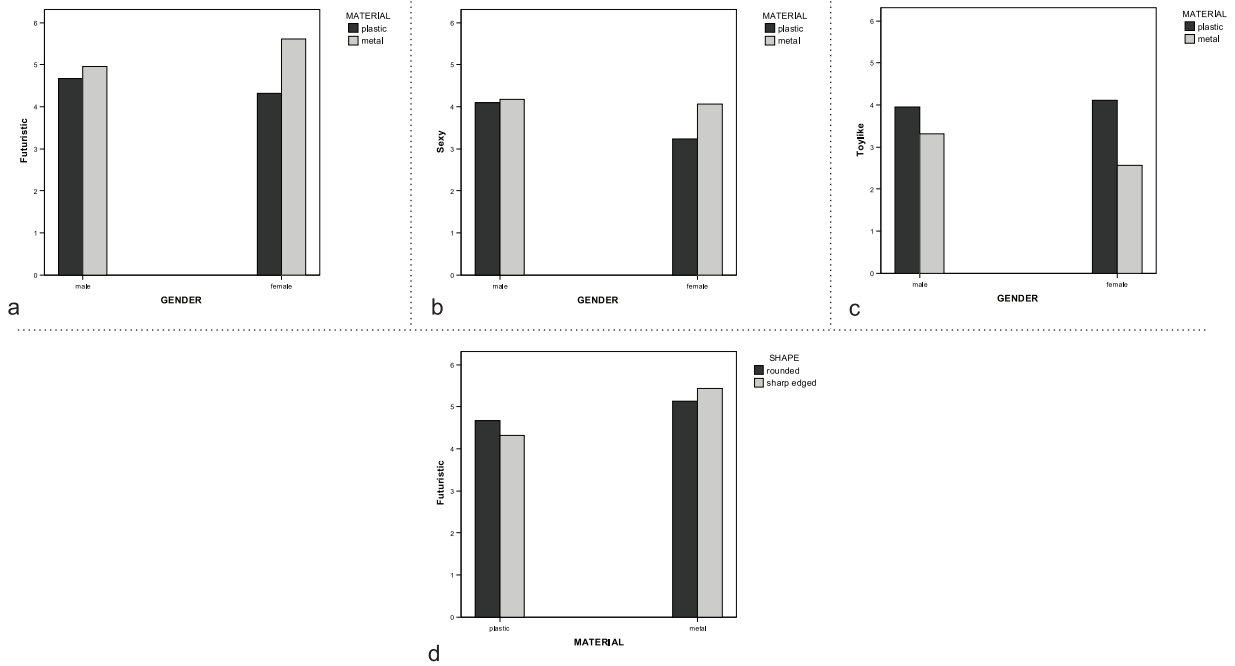 MATERIAL
plastic
metal
Futuristic
6
5
4
3
2
1
0
male
female
GENDER
a
MATERIAL
plastic
metal
Sexy
6
5
4
3
2
1
0
male
female
GENDER
b
MATERIAL
plastic
metal
Toylike
6
5
4
3
2
1
0
male
female
GENDER
c
SHAPE
rounded
sharp edged
Futuristic
6
5
4
3
2
1
0
plastic
metal
MATERIAL
d